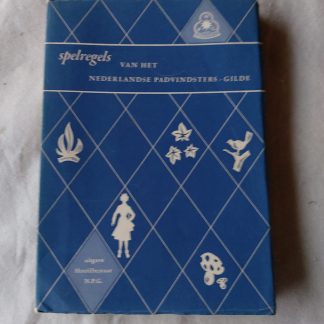 spelregels VAN HET
NEDERLANDSE PADVINDSTERS - GILDE
uitgave
Hoofdbestuur
N.P.G.